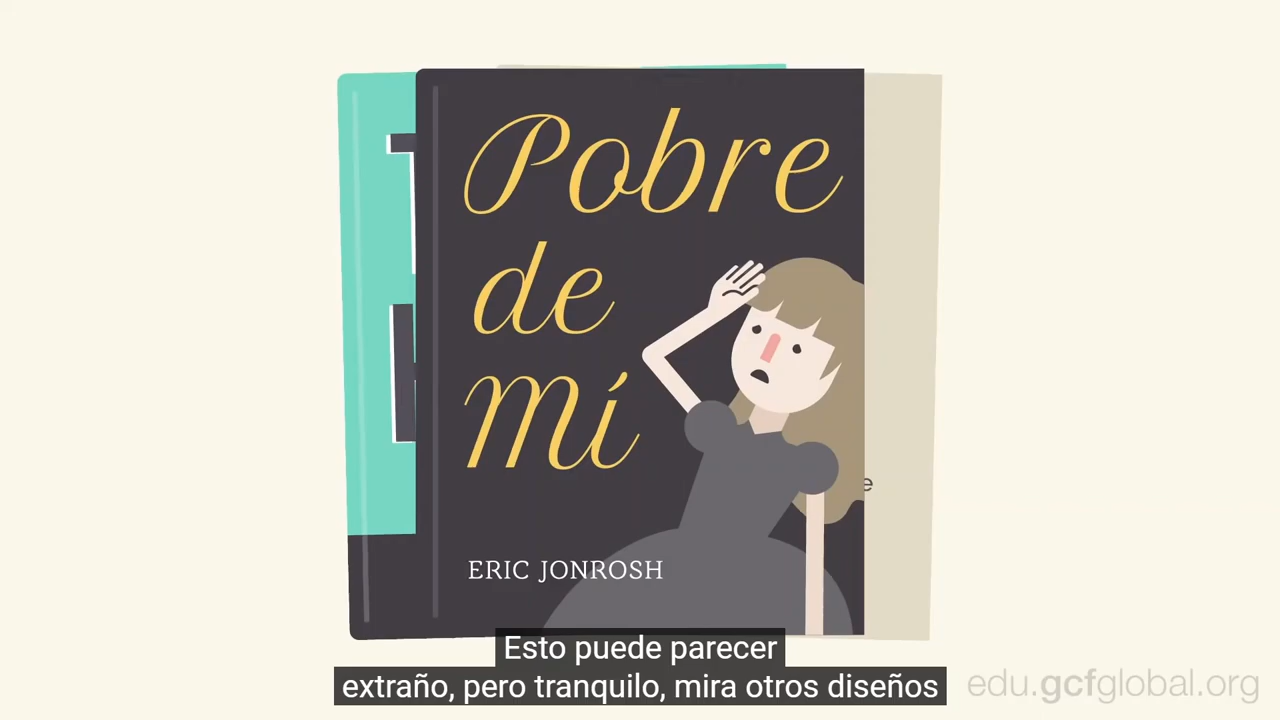 Pobre
de
Mí
ERIC JONROSH
Esto puede parecer
extraño, pero tranquilo, mira otros diseños
edu.gcfglobal.org